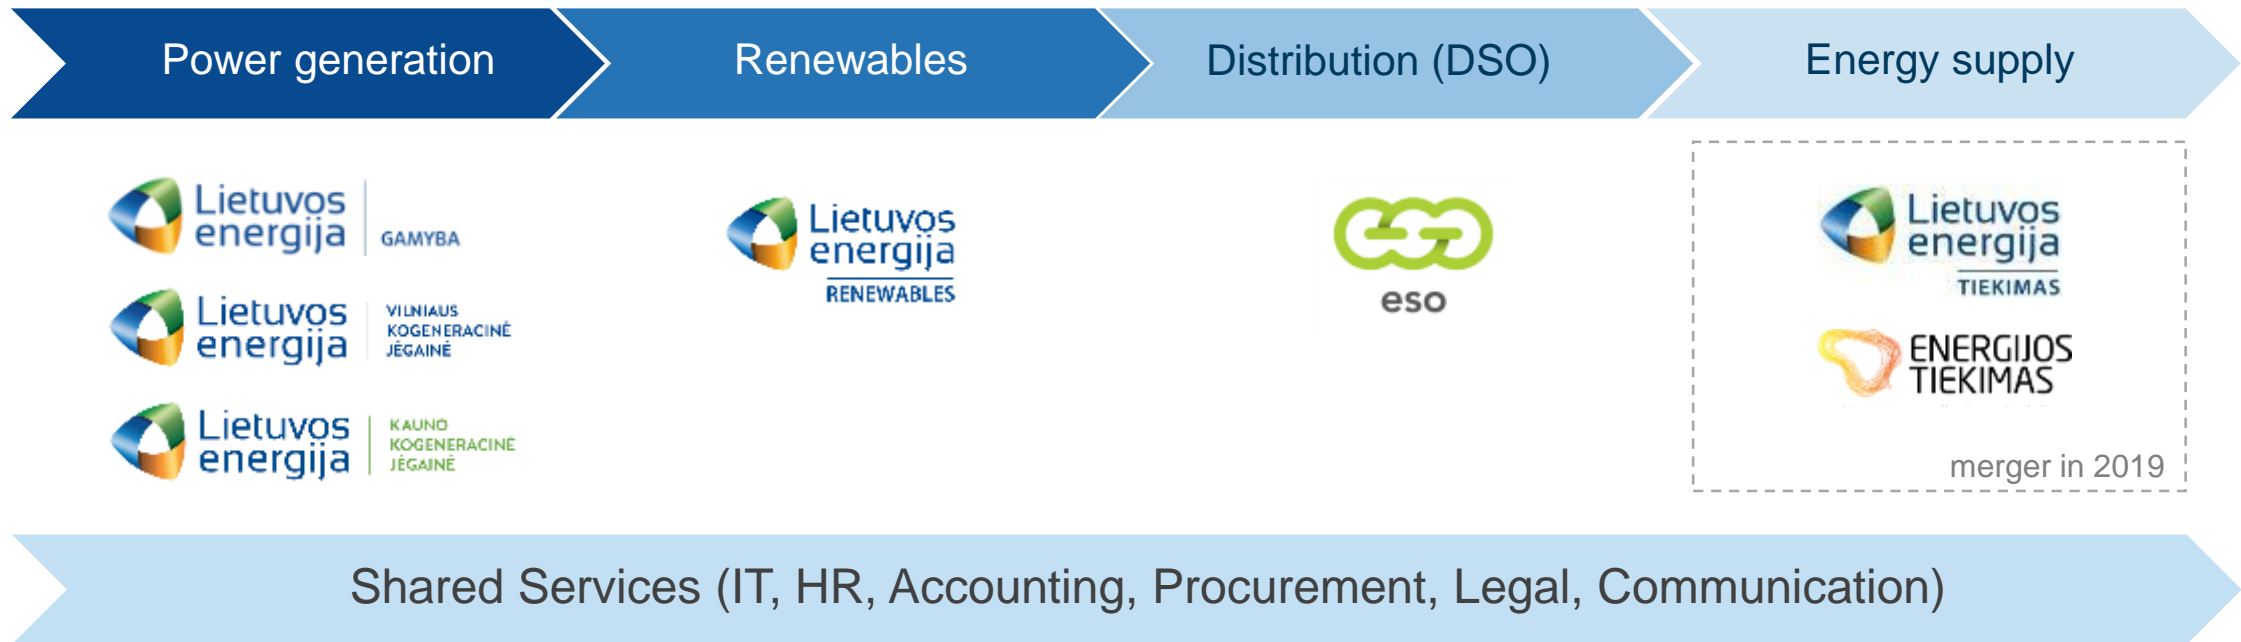 Power generation
Renewables
Distribution (DSO)
Energy supply
Lietuvos
energija
GAMYBA
Lietuvos
energija
VILNIAUS
KOGENERACINĖ
JĖGAINĖ
Lietuvos
energija
KAUNO
KOGENERACINĖ
JĖGAINĖ
Lietuvos
energija
RENEWABLES
eso
Lietuvos
energija
TIEKIMAS
ENERGIJOS
TIEKIMAS
merger in 2019
Shared Services (IT, HR, Accounting, Procurement, Legal, Communication)